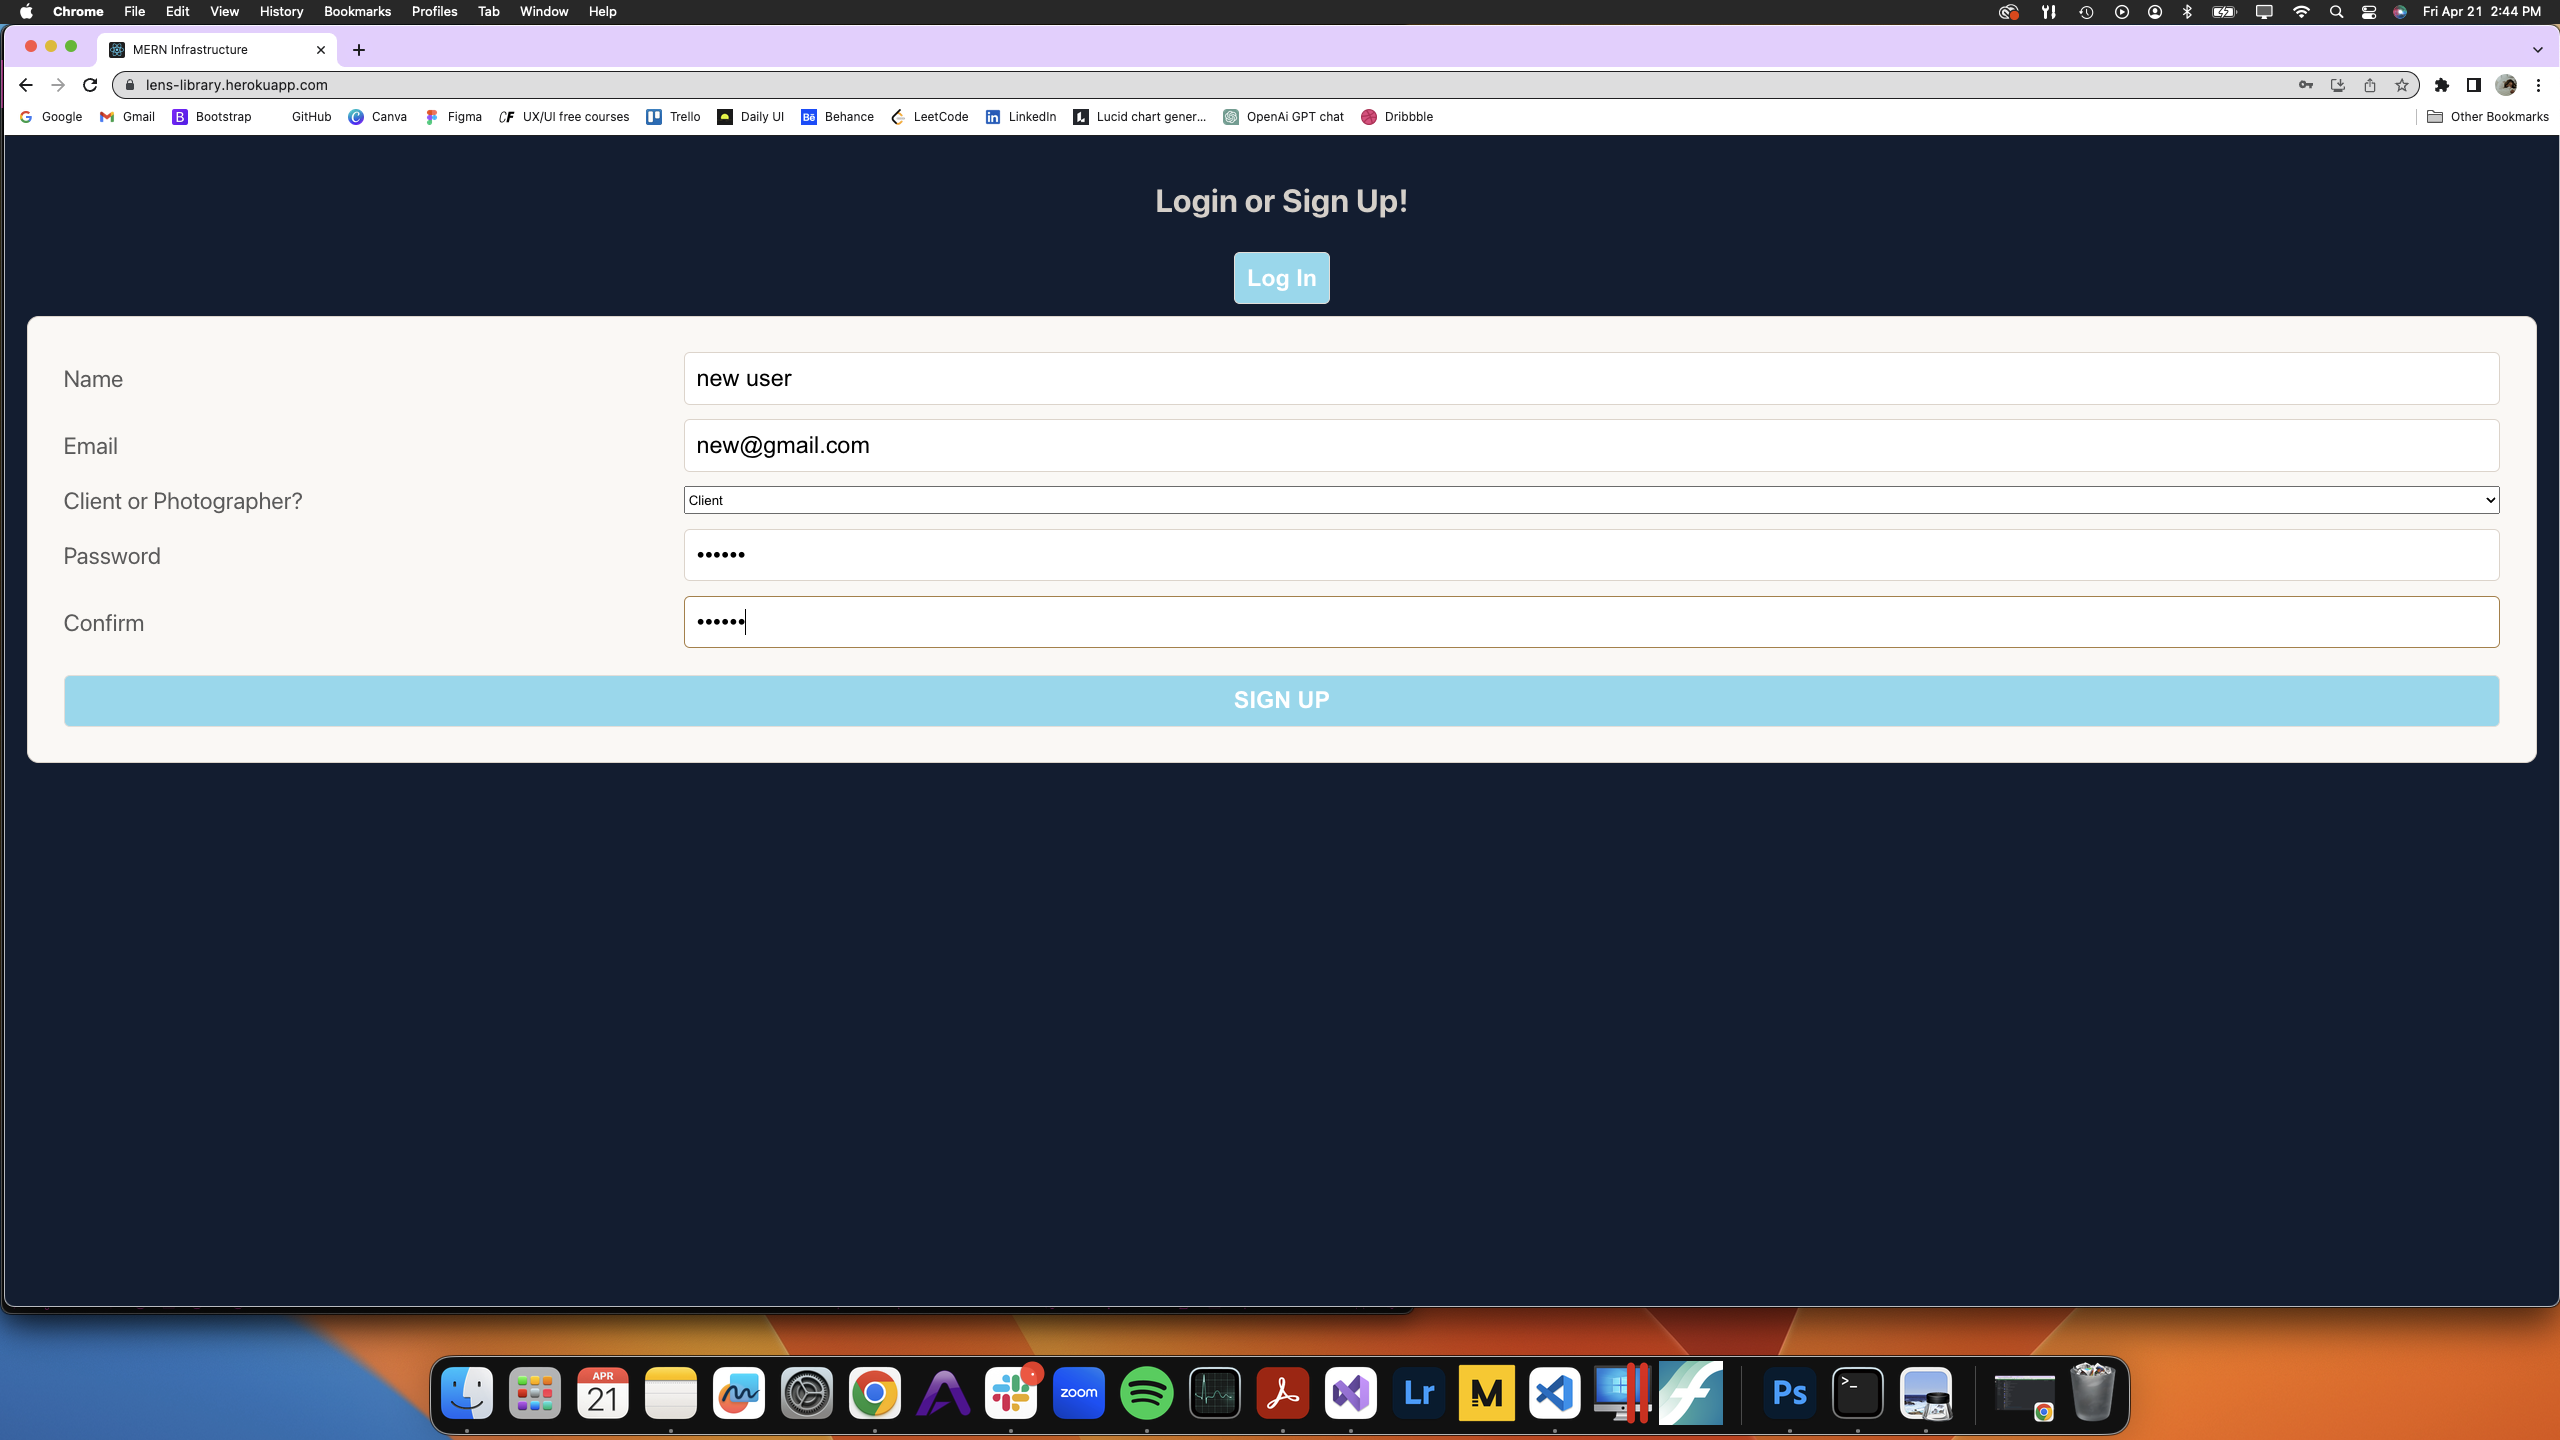 Chrome File Edit View History Bookmarks Profiles Tab Window Help Fri Apr 21 2:44 PM
MERN Infrastructure
lens-library.herokuapp.com
Google Gmail Bootstrap GitHub Canva Figma UX/UI free courses Trello Daily UI Behance LeetCode LinkedIn Lucid chart gener... OpenAi GPT chat Dribbble Other Bookmarks
Login or Sign Up!
Log In
Name new user
Email new@gmail.com
Client or Photographer? Client
Password ••••••
Confirm ••••••
SIGN UP
APR
21
zoom
Lr
M
Ps